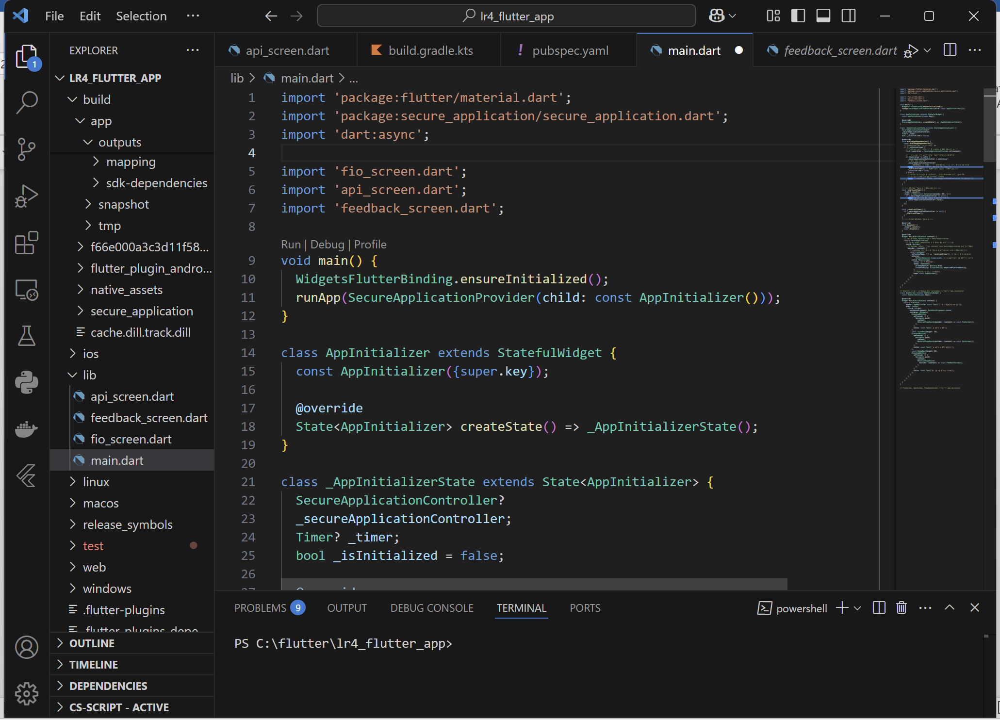 File Edit Selection ···
lr4_flutter_app
EXPLORER
1
LR4_FLUTTER_APP
build
app
outputs
mapping
sdk-dependencies
snapshot
tmp
f66e000a3c3d11f58...
flutter_plugin_andro...
native_assets
secure_application
cache.dill.track.dill
ios
lib
api_screen.dart
feedback_screen.dart
fio_screen.dart
main.dart
linux
macos
release_symbols
test
web
windows
.flutter-plugins
.flutter-plugins-depe
OUTLINE
TIMELINE
DEPENDENCIES
CS-SCRIPT - ACTIVE
api_screen.dart
build.gradle.kts
! pubspec.yaml
main.dart
feedback_screen.dart
lib > main.dart > ...
1 import 'package:flutter/material.dart';
2 import 'package:secure_application/secure_application.dart';
3 import 'dart:async';
4
5 import 'fio_screen.dart';
6 import 'api_screen.dart';
7 import 'feedback_screen.dart';
8
Run | Debug | Profile
9 void main() {
10 WidgetsFlutterBinding.ensureInitialized();
11 runApp(SecureApplicationProvider(child: const AppInitializer()));
12 }
13
14 class AppInitializer extends StatefulWidget {
15 const AppInitializer({super.key});
16
17 @override
18 State<AppInitializer> createState() => _AppInitializerState();
19 }
20
21 class _AppInitializerState extends State<AppInitializer> {
22 SecureApplicationController?
23 _secureApplicationController;
24 Timer? _timer;
25 bool _isInitialized = false;
26
27 @override
PROBLEMS 9 OUTPUT DEBUG CONSOLE TERMINAL PORTS
powershell
PS C:\flutter\lr4_flutter_app>